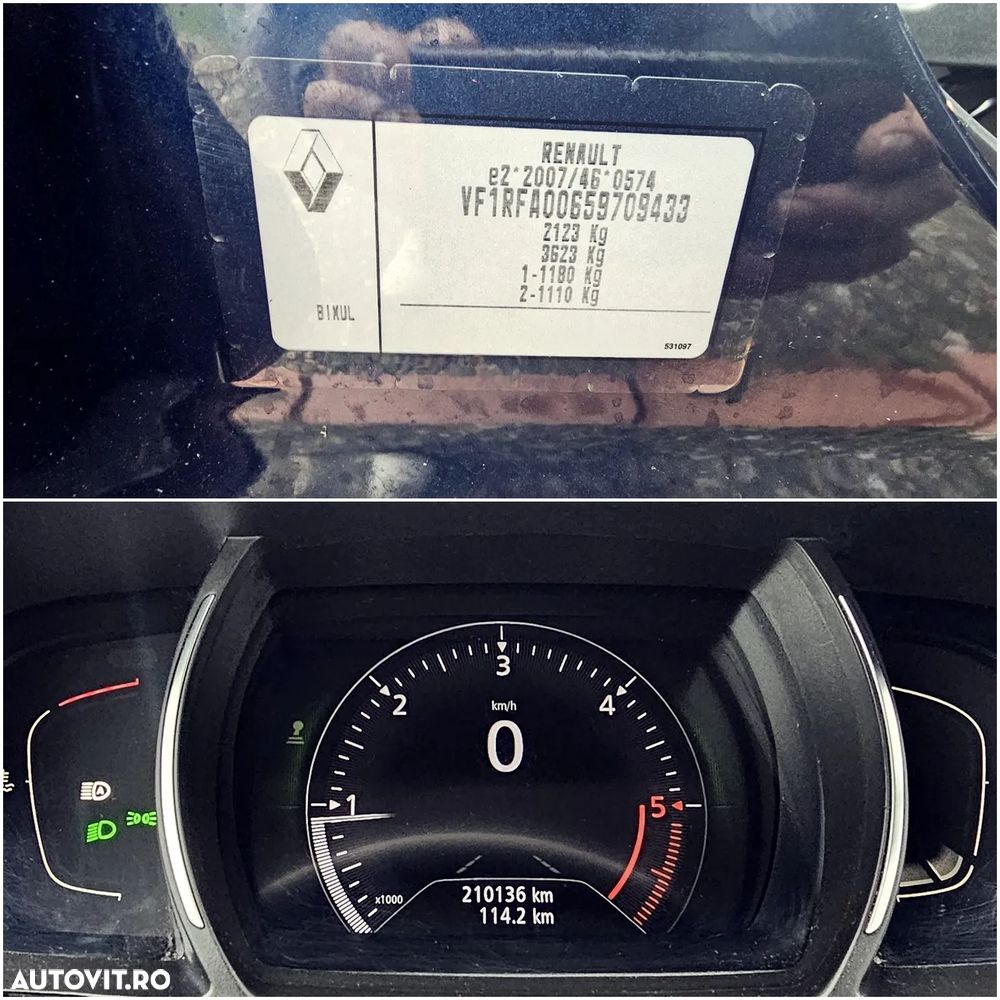 RENAULT
e2*2007/46*0574
VF1RFA00659709433
2123 Kg
3623 Kg
1-1180 Kg
2-1110 Kg
B1KUL
531097
3
2
4
km/h
0
1
5
x1000
210136 km
114.2 km
AUTOVIT.RO